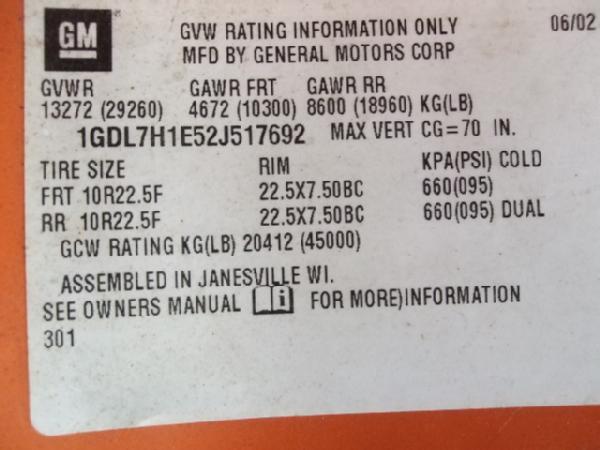 GM GVW RATING INFORMATION ONLY 06/02
MFD BY GENERAL MOTORS CORP
GVWR GAWR FRT GAWR RR
13272 (29260) 4672 (10300) 8600 (18960) KG(LB)
1GDL7H1E52J517692 MAX VERT CG=70 IN.
TIRE SIZE RIM KPA(PSI) COLD
FRT 10R22.5F 22.5X7.50BC 660(095)
RR 10R22.5F 22.5X7.50BC 660(095) DUAL
GCW RATING KG(LB) 20412 (45000)
ASSEMBLED IN JANESVILLE WI.
SEE OWNERS MANUAL i FOR MORE)INFORMATION
301